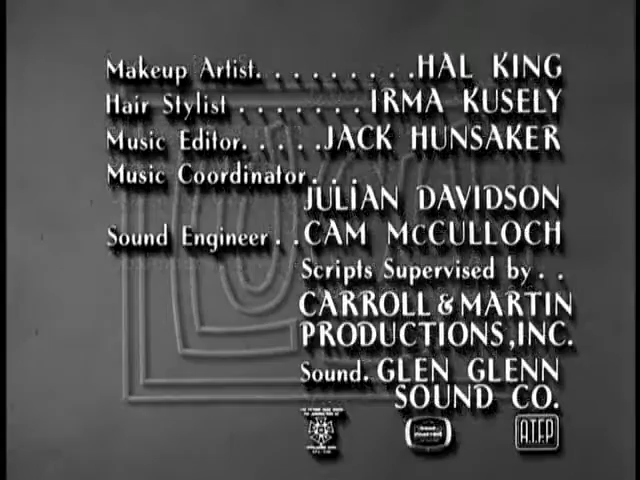 Makeup Artist. . . . . . . . .HAL KING
Hair Stylist . . . . . . . IRMA KUSELY
Music Editor. . . . .JACK HUNSAKER
Music Coordinator. . .
JULIAN DAVIDSON
Sound Engineer . .CAM McCULLOCH
Scripts Supervised by . .
CARROLL & MARTIN
PRODUCTIONS, INC.
Sound. GLEN GLENN
SOUND CO.
A.T.F.P